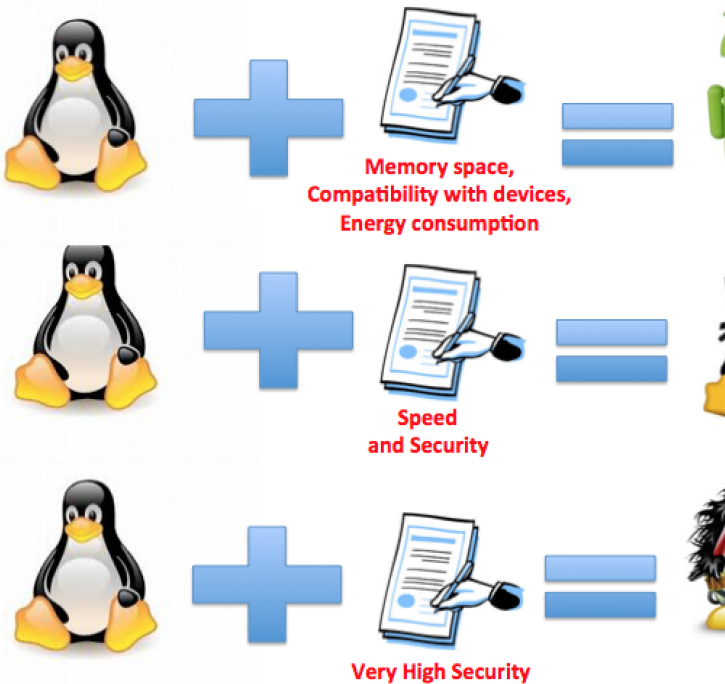 Memory space,
Compatibility with devices,
Energy consumption
Speed
and Security
Very High Security